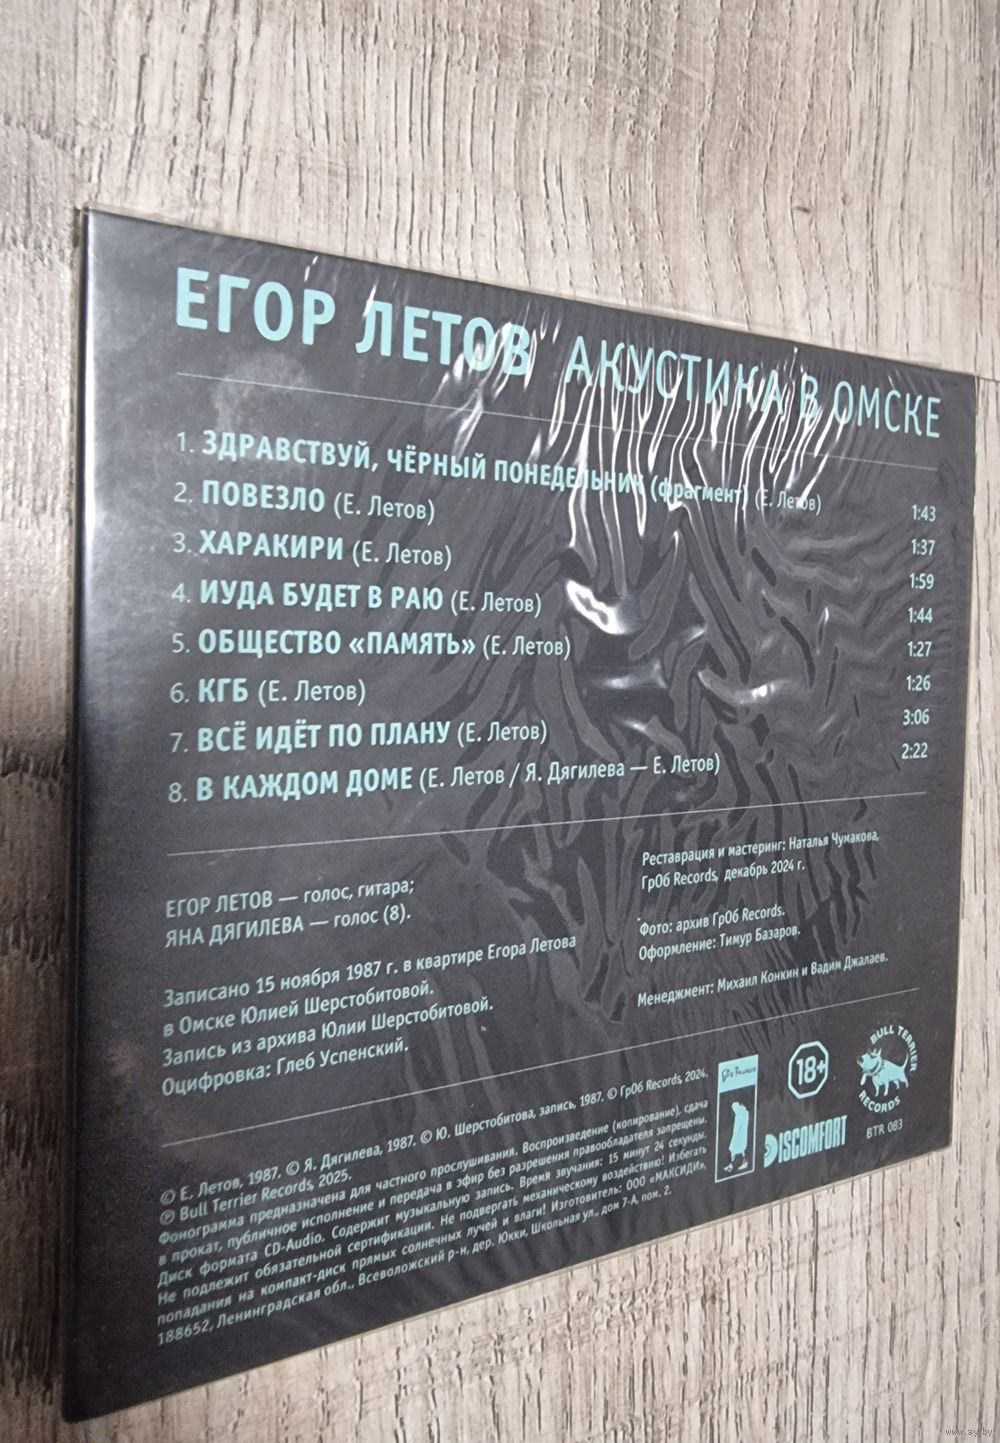 ЕГОР ЛЕТОВ АКУСТИКА В ОМСКЕ
1. ЗДРАВСТВУЙ, ЧЁРНЫЙ ПОНЕДЕЛЬНИК (фрагмент) (Е. Летов) 1:43
2. ПОВЕЗЛО (Е. Летов) 1:37
3. ХАРАКИРИ (Е. Летов) 1:59
4. ИУДА БУДЕТ В РАЮ (Е. Летов) 1:44
5. ОБЩЕСТВО «ПАМЯТЬ» (Е. Летов) 1:27
6. КГБ (Е. Летов) 1:26
7. ВСЁ ИДЁТ ПО ПЛАНУ (Е. Летов) 3:06
8. В КАЖДОМ ДОМЕ (Е. Летов / Я. Дягилева — Е. Летов) 2:22
ЕГОР ЛЕТОВ — голос, гитара;
ЯНА ДЯГИЛЕВА — голос (8).
Записано 15 ноября 1987 г. в квартире Егора Летова
в Омске Юлией Шерстобитовой.
Запись из архива Юлии Шерстобитовой.
Оцифровка: Глеб Успенский.
Реставрация и мастеринг: Наталья Чумакова,
ГрОб Records, декабрь 2024 г.
Фото: архив ГрОб Records.
Оформление: Тимур Базаров.
Менеджмент: Михаил Конкин и Вадим Джалаев.
© Е. Летов, 1987. © Я. Дягилева, 1987. © Ю. Шерстобитова, запись, 1987. © ГрОб Records, 2024.
℗ Bull Terrier Records, 2025.
Фонограмма предназначена для частного прослушивания. Воспроизведение (копирование), сдача
в прокат, публичное исполнение и передача в эфир без разрешения правообладателя запрещены.
Диск формата CD-Audio. Содержит музыкальную запись. Время звучания: 15 минут 24 секунды.
Не подлежит обязательной сертификации. Не подвергать механическому воздействию! Избегать
попадания на компакт-диск прямых солнечных лучей и влаги! Изготовитель: ООО «МАКСИДИ»,
188652, Ленинградская обл., Всеволожский р-н, дер. Юкки, Школьная ул., дом 7-А, пом. 2.
18+
BULL TERRIER
RECORDS
DISCOMFORT
BTR 083
www.ay.by